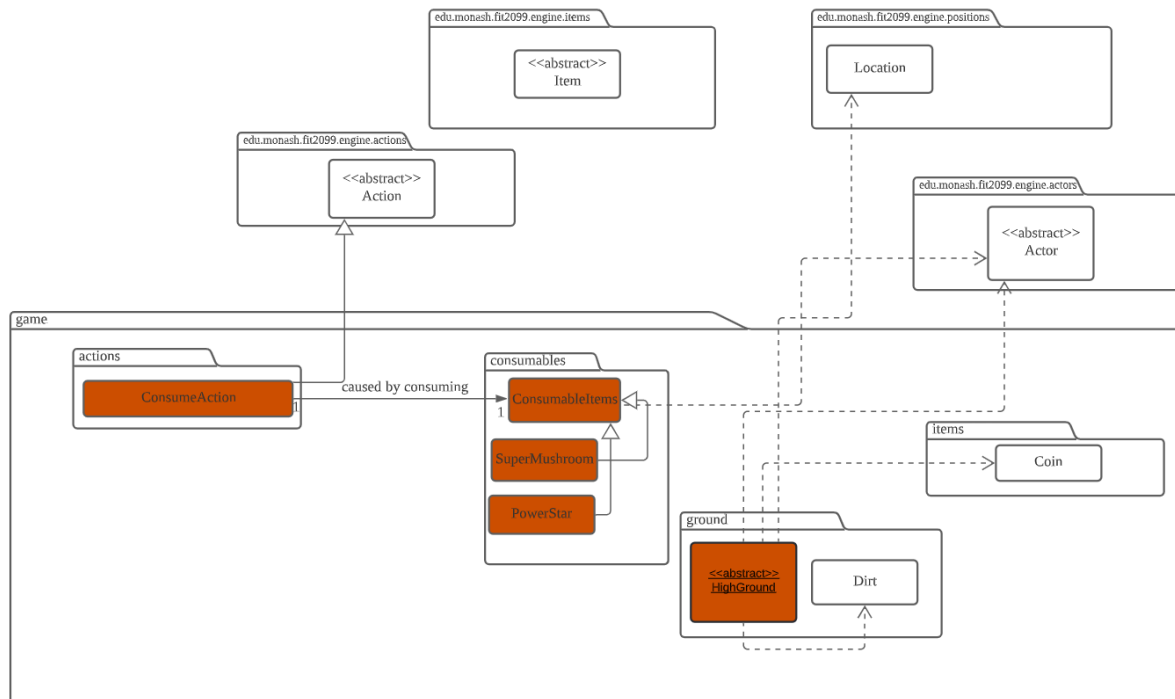 edu.monash.fit2099.engine.items
<<abstract>>
Item
edu.monash.fit2099.engine.positions
Location
edu.monash.fit2099.engine.actions
<<abstract>>
Action
edu.monash.fit2099.engine.actors
<<abstract>>
Actor
game
actions
ConsumeAction
1
caused by consuming
1
consumables
ConsumableItems
SuperMushroom
PowerStar
items
Coin
ground
<<abstract>>
HighGround
Dirt